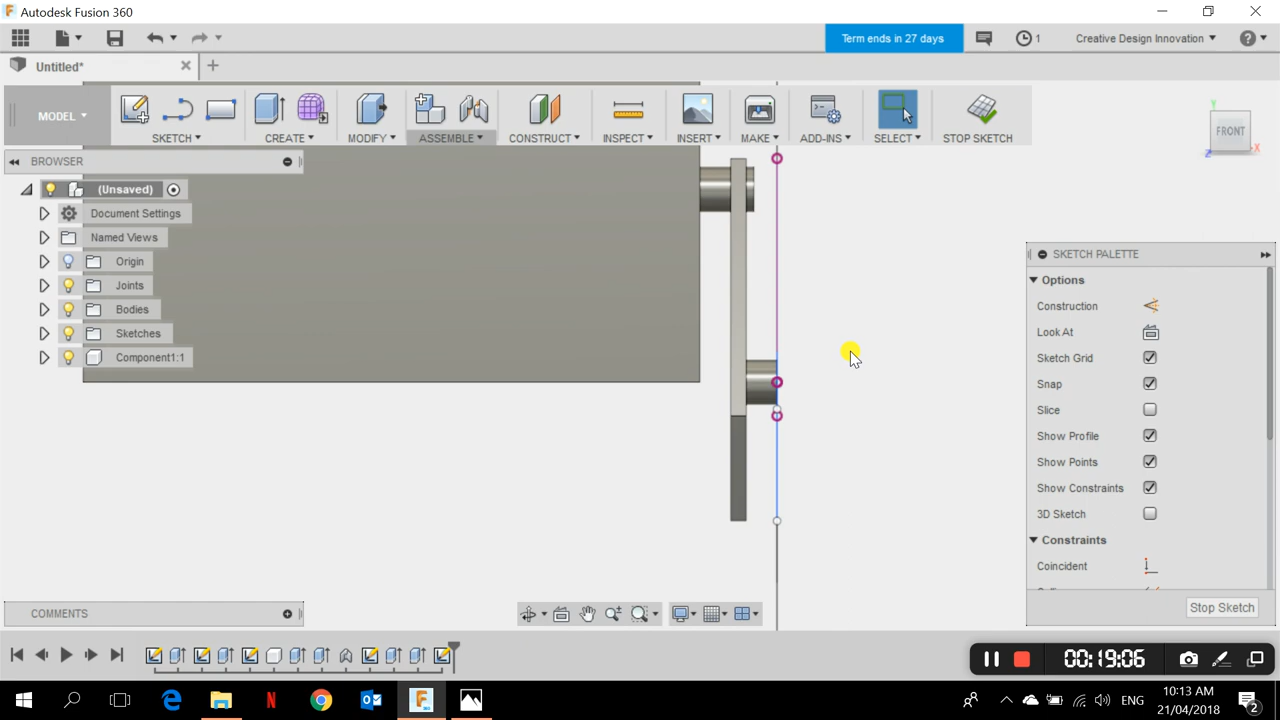 Autodesk Fusion 360
Term ends in 27 days
1
Creative Design Innovation
Untitled*
MODEL
SKETCH
CREATE
MODIFY
ASSEMBLE
CONSTRUCT
INSPECT
INSERT
MAKE
ADD-INS
SELECT
STOP SKETCH
Y
FRONT
X
Z
BROWSER
(Unsaved)
Document Settings
Named Views
Origin
Joints
Bodies
Sketches
Component1:1
SKETCH PALETTE
Options
Construction
Look At
Sketch Grid
Snap
Slice
Show Profile
Show Points
Show Constraints
3D Sketch
Constraints
Coincident
Stop Sketch
COMMENTS
00:19:06
ENG
10:13 AM
21/04/2018
2